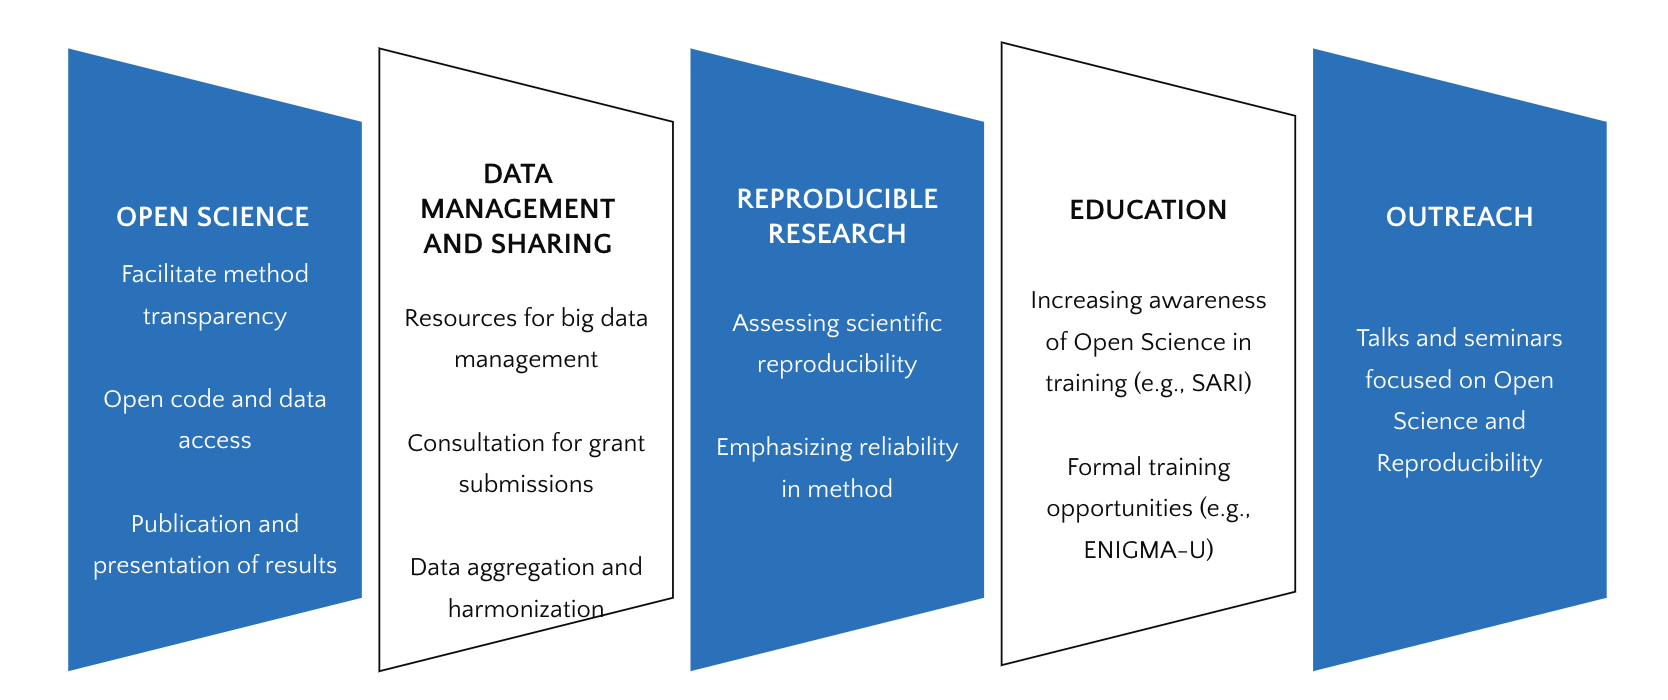 OPEN SCIENCE
Facilitate method
transparency
Open code and data
access
Publication and
presentation of results
DATA
MANAGEMENT
AND SHARING
Resources for big data
management
Consultation for grant
submissions
Data aggregation and
harmonization
REPRODUCIBLE
RESEARCH
Assessing scientific
reproducibility
Emphasizing reliability
in method
EDUCATION
Increasing awareness
of Open Science in
training (e.g., SARI)
Formal training
opportunities (e.g.,
ENIGMA-U)
OUTREACH
Talks and seminars
focused on Open
Science and
Reproducibility